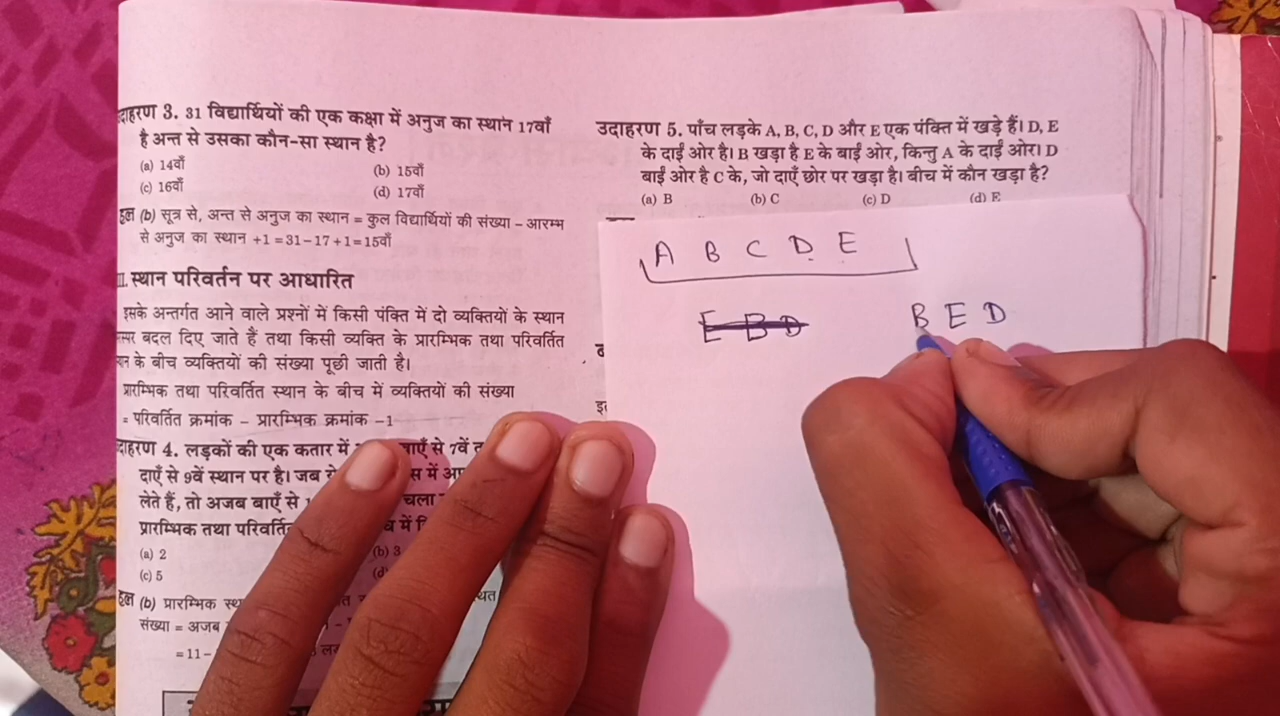 दाहरण 3. 31 विद्यार्थियों की एक कक्षा में अनुज का स्थान 17वाँ
है अन्त से उसका कौन-सा स्थान है?
(a) 14वाँ (b) 15वाँ
(c) 16वाँ (d) 17वाँ
हल (b) सूत्र से, अन्त से अनुज का स्थान = कुल विद्यार्थियों की संख्या - आरम्भ
से अनुज का स्थान +1 = 31-17+1=15वाँ
II. स्थान परिवर्तन पर आधारित
इसके अन्तर्गत आने वाले प्रश्नों में किसी पंक्ति में दो व्यक्तियों के स्थान
बदल दिए जाते हैं तथा किसी व्यक्ति के प्रारम्भिक तथा परिवर्तित
के बीच व्यक्तियों की संख्या पूछी जाती है।
प्रारम्भिक तथा परिवर्तित स्थान के बीच में व्यक्तियों की संख्या
= परिवर्तित क्रमांक - प्रारम्भिक क्रमांक -1
दाहरण 4. लड़कों की एक कतार में बाएँ से 7वें
दाएँ से 9वें स्थान पर है। जब
लेते हैं, तो अजब बाएँ से
प्रारम्भिक तथा में
(a) 2 (b) 3
(c) 5
हल (b) प्रारम्भिक
संख्या = अजब
=11-
उदाहरण 5. पाँच लड़के A, B, C, D और E एक पंक्ति में खड़े हैं। D, E
के दाईं ओर है। B खड़ा है E के बाईं ओर, किन्तु A के दाईं ओर। D
बाईं ओर है C के, जो दाएँ छोर पर खड़ा है। बीच में कौन खड़ा है?
(a) B (b) C (c) D (d) E
A B C D E
E B D B E D